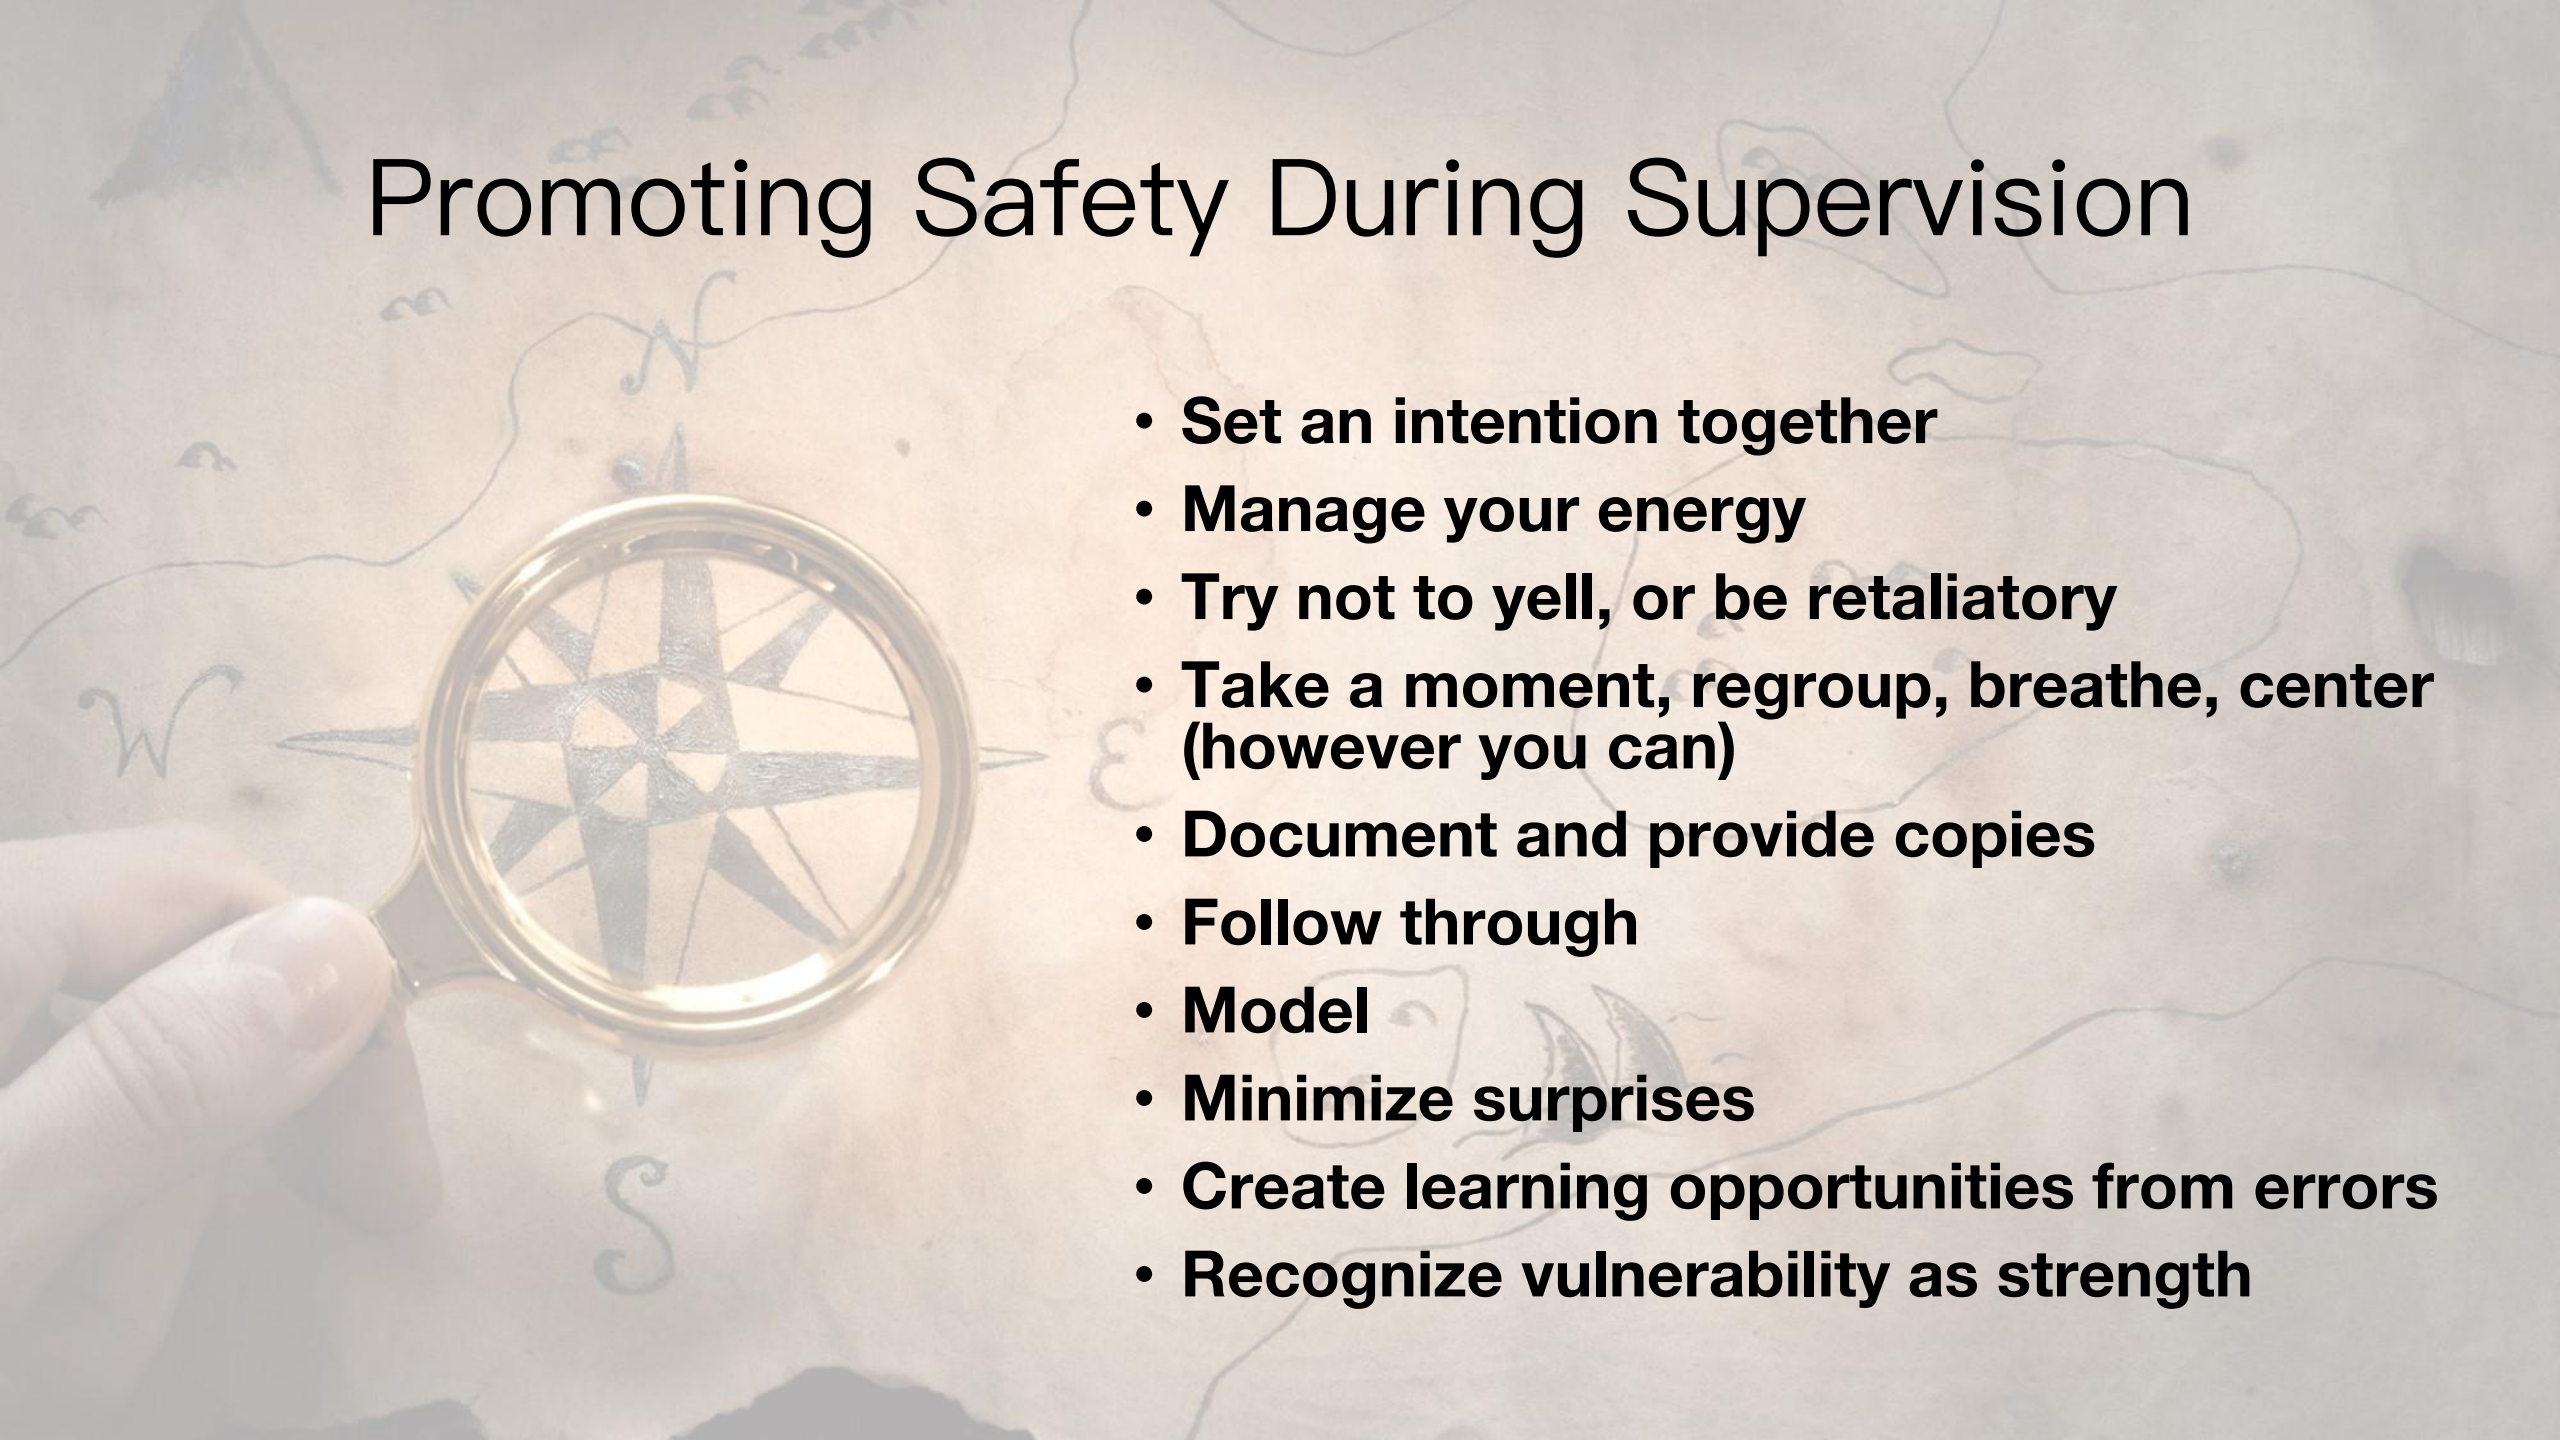 Promoting Safety During Supervision
N
W
E
S
• Set an intention together
• Manage your energy
• Try not to yell, or be retaliatory
• Take a moment, regroup, breathe, center
(however you can)
• Document and provide copies
• Follow through
• Model
• Minimize surprises
• Create learning opportunities from errors
• Recognize vulnerability as strength